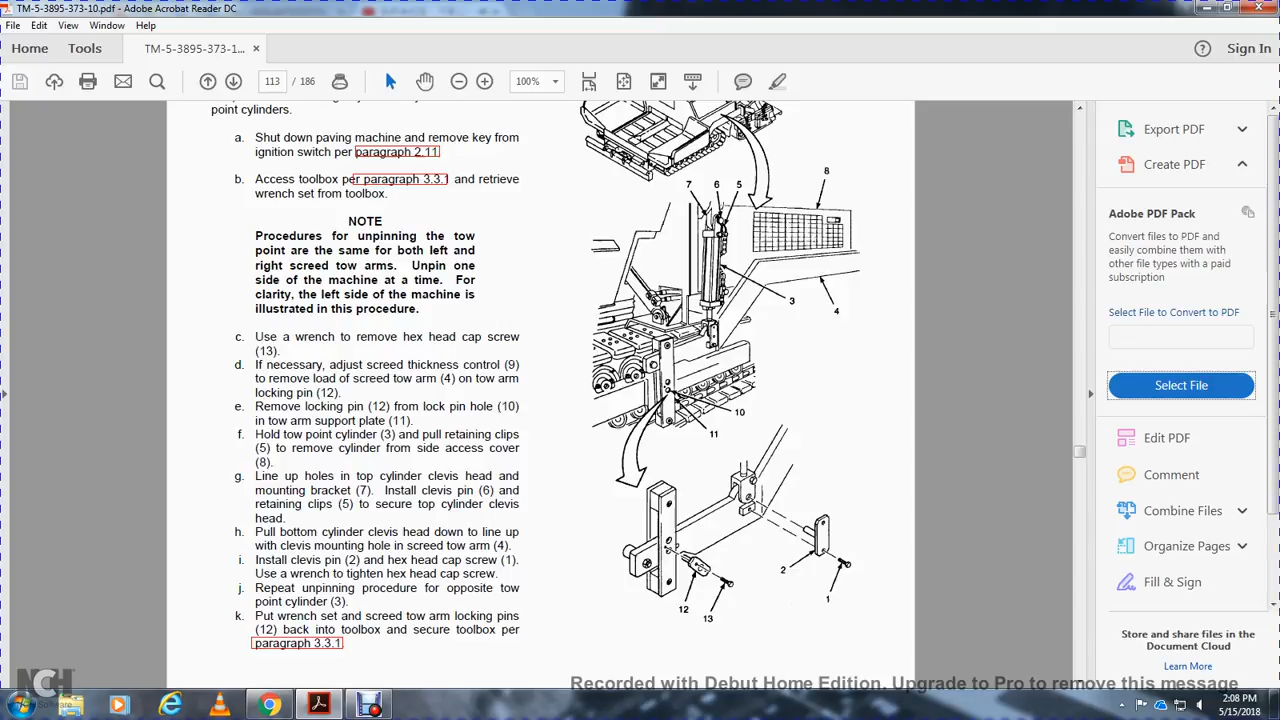 TM-5-3895-373-10.pdf - Adobe Acrobat Reader DC
File Edit View Window Help
Home Tools TM-5-3895-373-1... × Sign In
113 / 186 100%
point cylinders.
a. Shut down paving machine and remove key from
ignition switch per paragraph 2.11
b. Access toolbox per paragraph 3.3.1 and retrieve
wrench set from toolbox.
NOTE
Procedures for unpinning the tow
point are the same for both left and
right screed tow arms. Unpin one
side of the machine at a time. For
clarity, the left side of the machine is
illustrated in this procedure.
c. Use a wrench to remove hex head cap screw
(13).
d. If necessary, adjust screed thickness control (9)
to remove load of screed tow arm (4) on tow arm
locking pin (12).
e. Remove locking pin (12) from lock pin hole (10)
in tow arm support plate (11).
f. Hold tow point cylinder (3) and pull retaining clips
(5) to remove cylinder from side access cover
(8).
g. Line up holes in top cylinder clevis head and
mounting bracket (7). Install clevis pin (6) and
retaining clips (5) to secure top cylinder clevis
head.
h. Pull bottom cylinder clevis head down to line up
with clevis mounting hole in screed tow arm (4).
i. Install clevis pin (2) and hex head cap screw (1).
Use a wrench to tighten hex head cap screw.
j. Repeat unpinning procedure for opposite tow
point cylinder (3).
k. Put wrench set and screed tow arm locking pins
(12) back into toolbox and secure toolbox per
paragraph 3.3.1
8
7 6 5
3
4
10
11
2
1
12
13
Export PDF
Create PDF
Adobe PDF Pack
Convert files to PDF and
easily combine them with
other file types with a paid
subscription
Select File to Convert to PDF
Select File
Edit PDF
Comment
Combine Files
Organize Pages
Fill & Sign
Store and share files in the
Document Cloud
Learn More
NCH
Software
Recorded with Debut Home Edition. Upgrade to Pro to remove this message
2:08 PM
5/15/2018